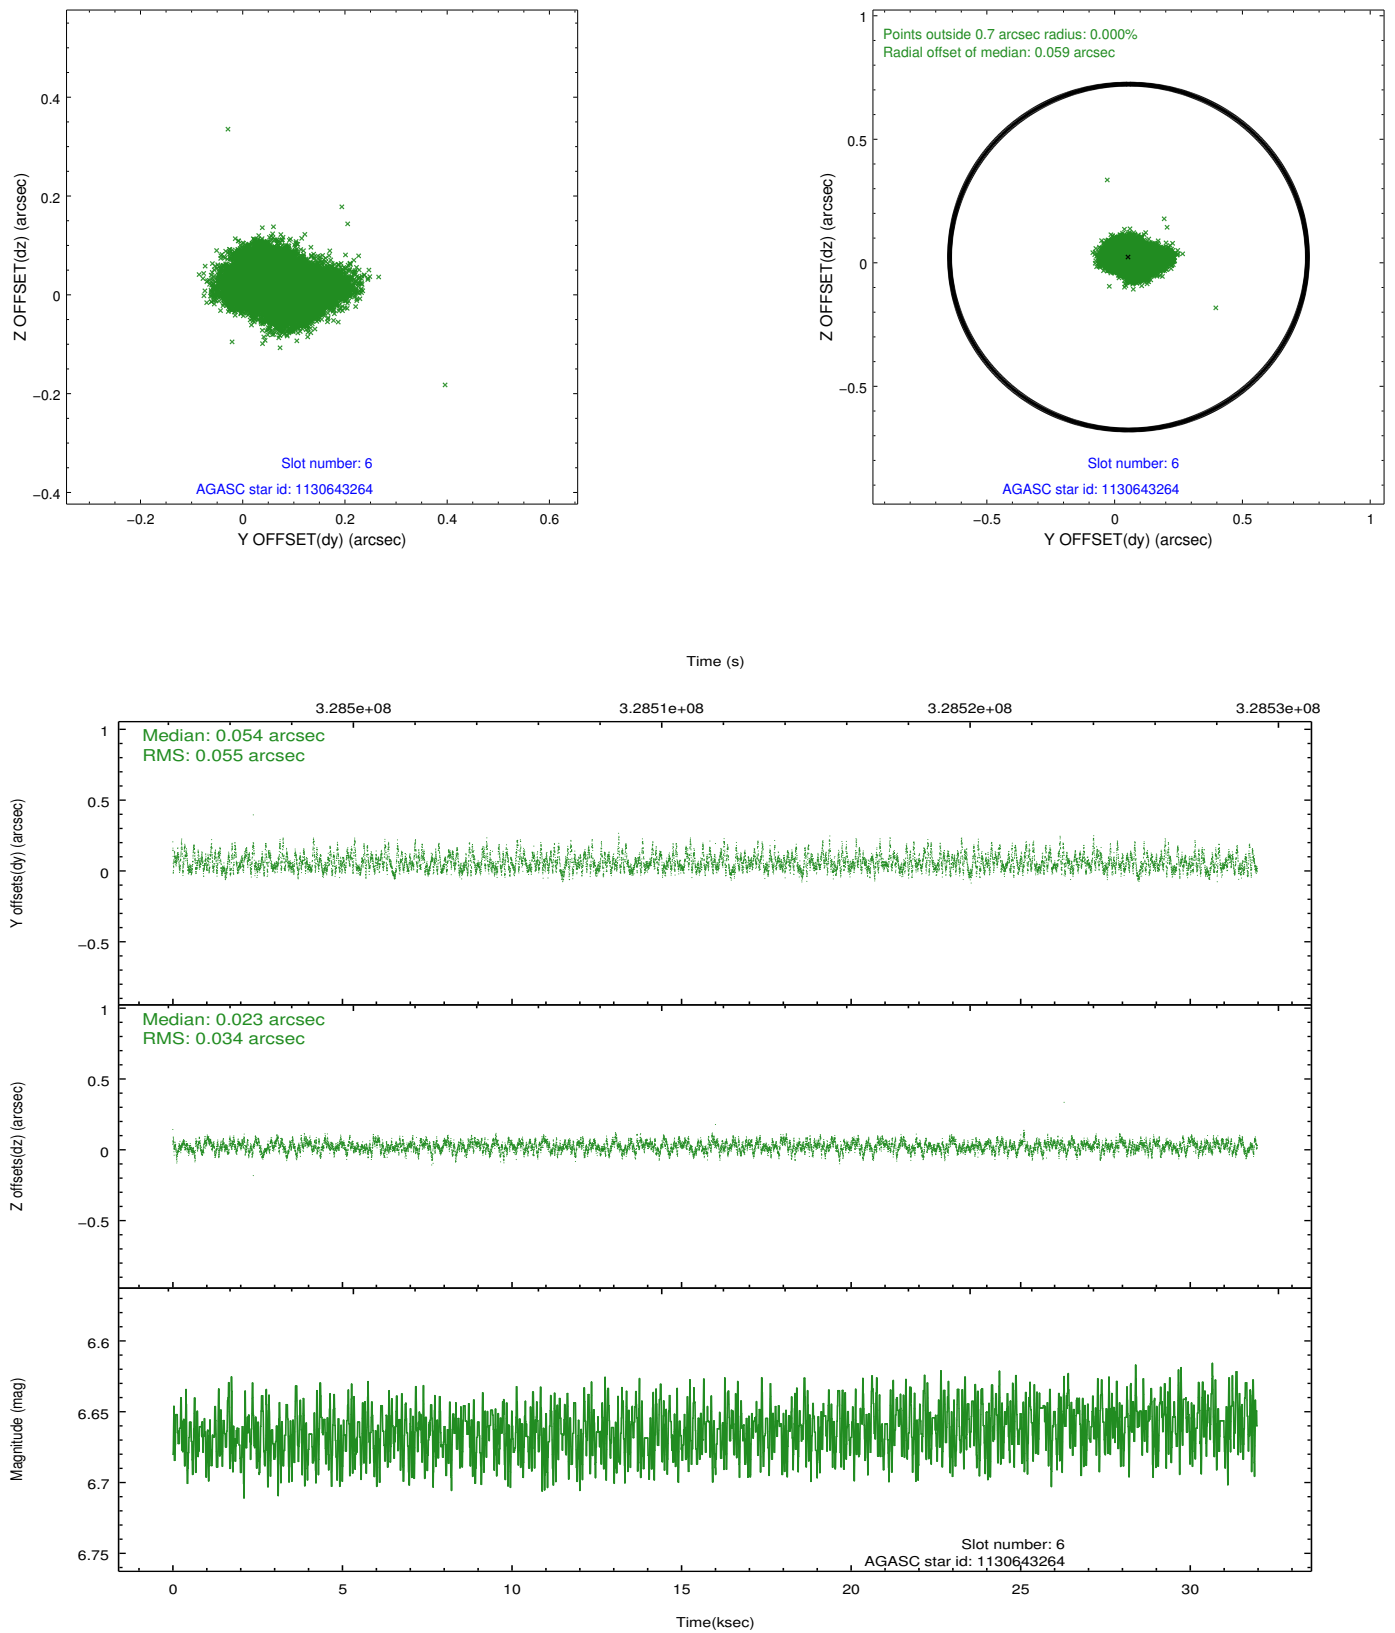 0.4
0.2
0
−0.2
−0.4
Z OFFSET(dz) (arcsec)
Slot number: 6
AGASC star id: 1130643264
−0.2 0 0.2 0.4 0.6
Y OFFSET(dy) (arcsec)
Points outside 0.7 arcsec radius: 0.000%
Radial offset of median: 0.059 arcsec
1
0.5
0
−0.5
Z OFFSET(dz) (arcsec)
Slot number: 6
AGASC star id: 1130643264
−0.5 0 0.5 1
Y OFFSET(dy) (arcsec)
Time (s)
3.285e+08 3.2851e+08 3.2852e+08 3.2853e+08
Median: 0.054 arcsec
RMS: 0.055 arcsec
1
0.5
0
−0.5
Y offsets(dy) (arcsec)
Median: 0.023 arcsec
RMS: 0.034 arcsec
1
0.5
0
−0.5
Z offsets(dz) (arcsec)
6.6
6.65
6.7
6.75
Magnitude (mag)
Slot number: 6
AGASC star id: 1130643264
0 5 10 15 20 25 30
Time(ksec)